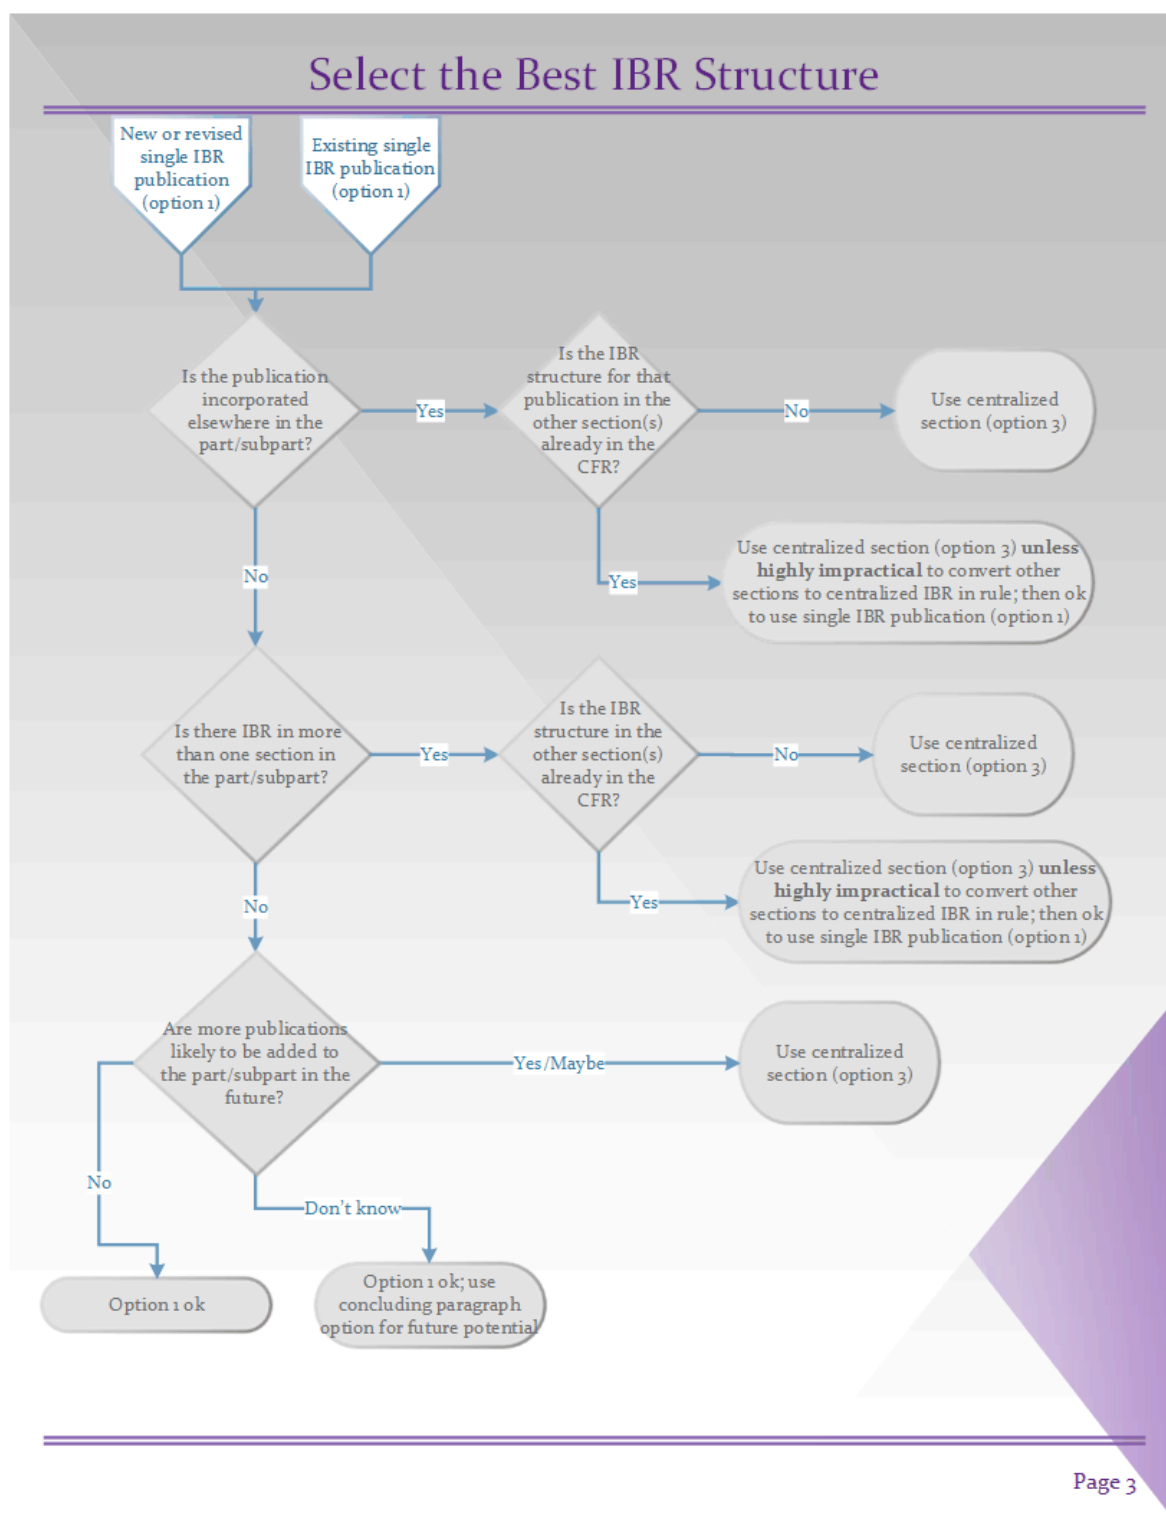 Select the Best IBR Structure
New or revised
single IBR
publication
(option 1)
Existing single
IBR publication
(option 1)
Is the publication
incorporated
elsewhere in the
part/subpart?
Yes
Is the IBR
structure for that
publication in the
other section(s)
already in the
CFR?
No
Use centralized
section (option 3)
Yes
Use centralized section (option 3) unless
highly impractical to convert other
sections to centralized IBR in rule; then ok
to use single IBR publication (option 1)
No
Is there IBR in more
than one section in
the part/subpart?
Yes
Is the IBR
structure in the
other section(s)
already in the
CFR?
No
Use centralized
section (option 3)
Yes
Use centralized section (option 3) unless
highly impractical to convert other
sections to centralized IBR in rule; then ok
to use single IBR publication (option 1)
No
Are more publications
likely to be added to
the part/subpart in the
future?
Yes/Maybe
Use centralized
section (option 3)
No
Don't know
Option 1 ok
Option 1 ok; use
concluding paragraph
option for future potential
Page 3